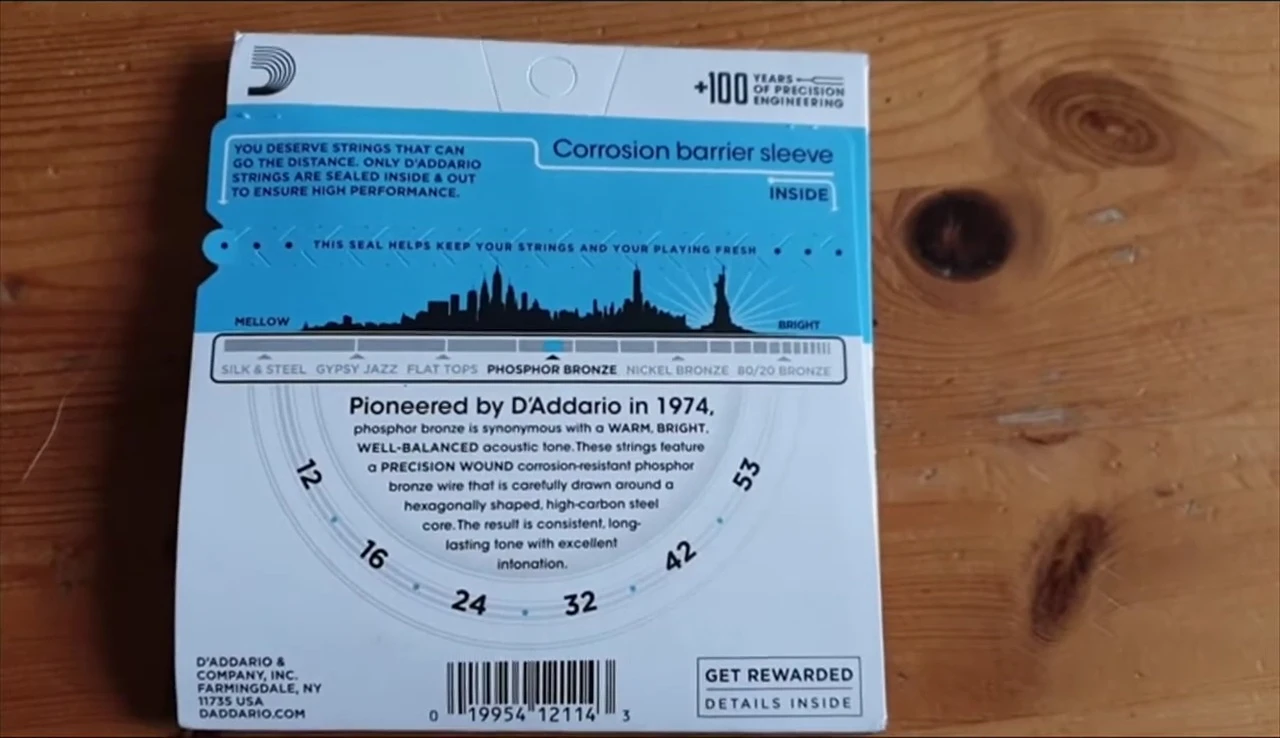 +100 YEARS
OF PRECISION
ENGINEERING
YOU DESERVE STRINGS THAT CAN
GO THE DISTANCE. ONLY D'ADDARIO
STRINGS ARE SEALED INSIDE & OUT
TO ENSURE HIGH PERFORMANCE.
Corrosion barrier sleeve
INSIDE
THIS SEAL HELPS KEEP YOUR STRINGS AND YOUR PLAYING FRESH
MELLOW BRIGHT
SILK & STEEL GYPSY JAZZ FLAT TOPS PHOSPHOR BRONZE NICKEL BRONZE 80/20 BRONZE
Pioneered by D'Addario in 1974,
phosphor bronze is synonymous with a WARM, BRIGHT,
WELL-BALANCED acoustic tone. These strings feature
a PRECISION WOUND corrosion-resistant phosphor
bronze wire that is carefully drawn around a
hexagonally shaped, high-carbon steel
core. The result is consistent, long-
lasting tone with excellent
intonation.
12 16 24 32 42 53
D'ADDARIO &
COMPANY, INC.
FARMINGDALE, NY
11735 USA
DADDARIO.COM
0 19954 12114 3
GET REWARDED
DETAILS INSIDE